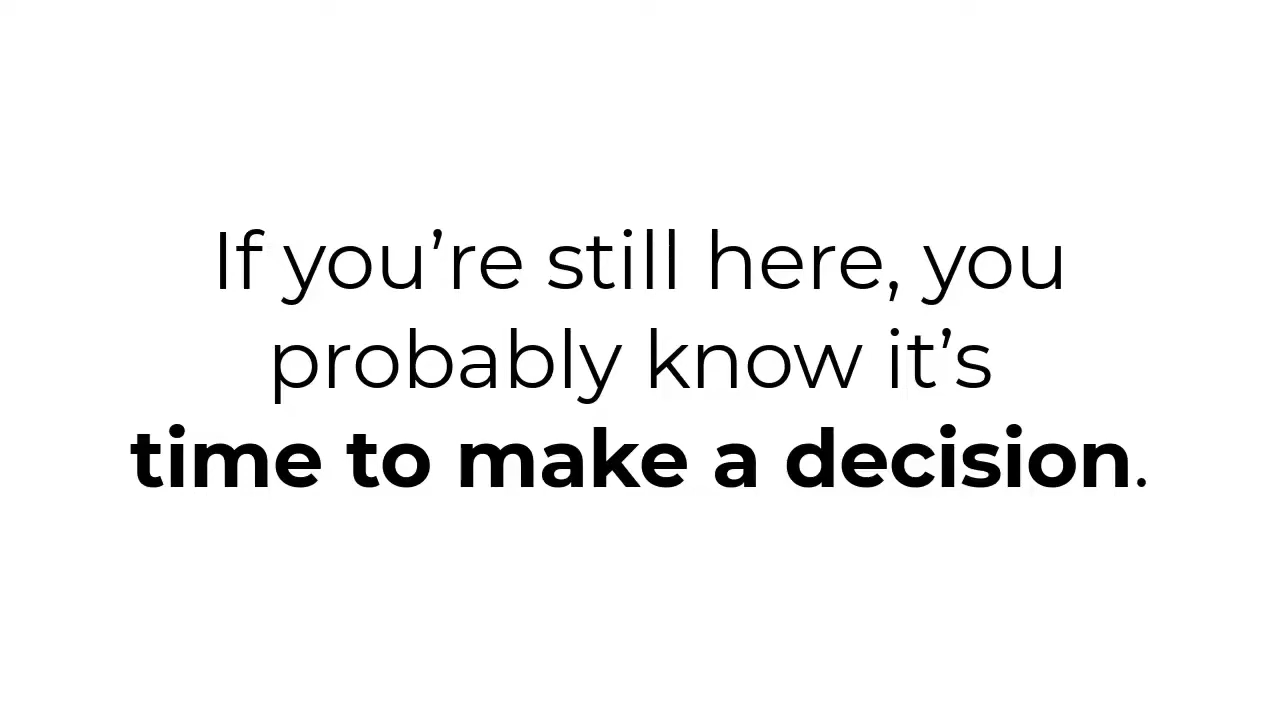 If you’re still here, you
probably know it’s
time to make a decision.